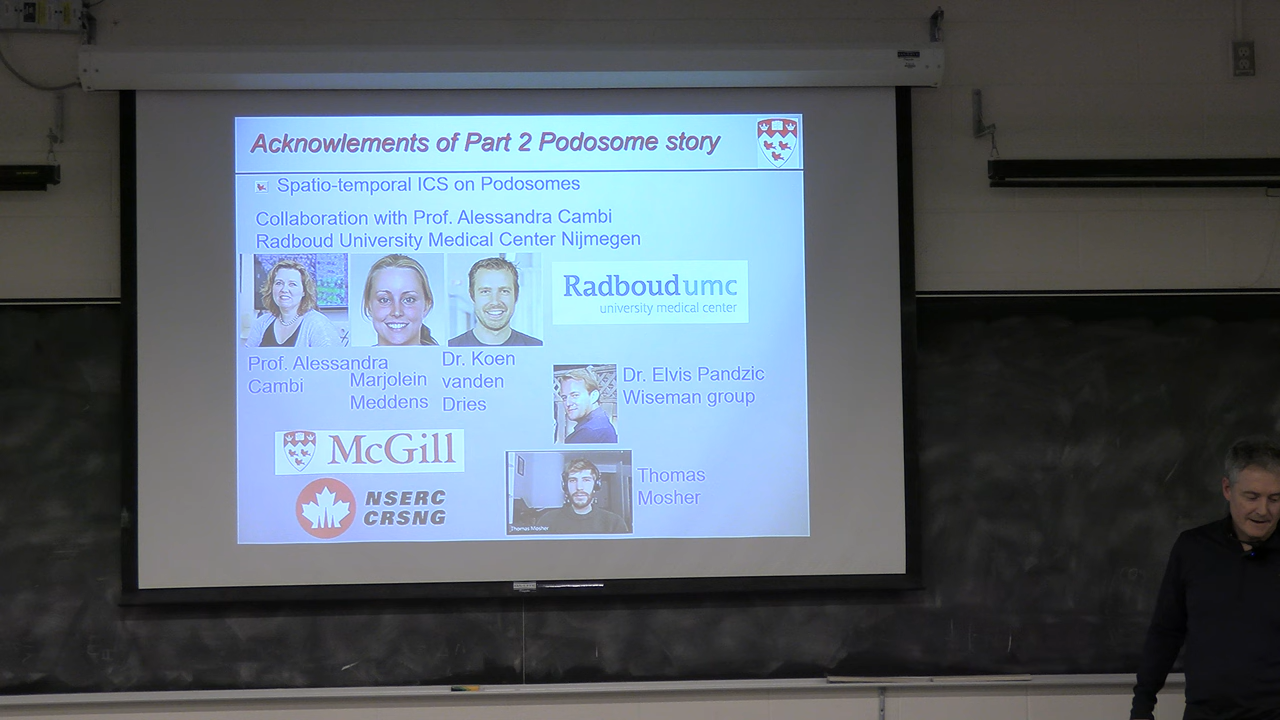 Acknowlements of Part 2 Podosome story
Spatio-temporal ICS on Podosomes
Collaboration with Prof. Alessandra Cambi
Radboud University Medical Center Nijmegen
Radboudumc
university medical center
Prof. Alessandra
Cambi
Marjolein
Meddens
Dr. Koen
vanden
Dries
Dr. Elvis Pandzic
Wiseman group
McGill
NSERC
CRSNG
Thomas
Mosher
Thomas Mosher